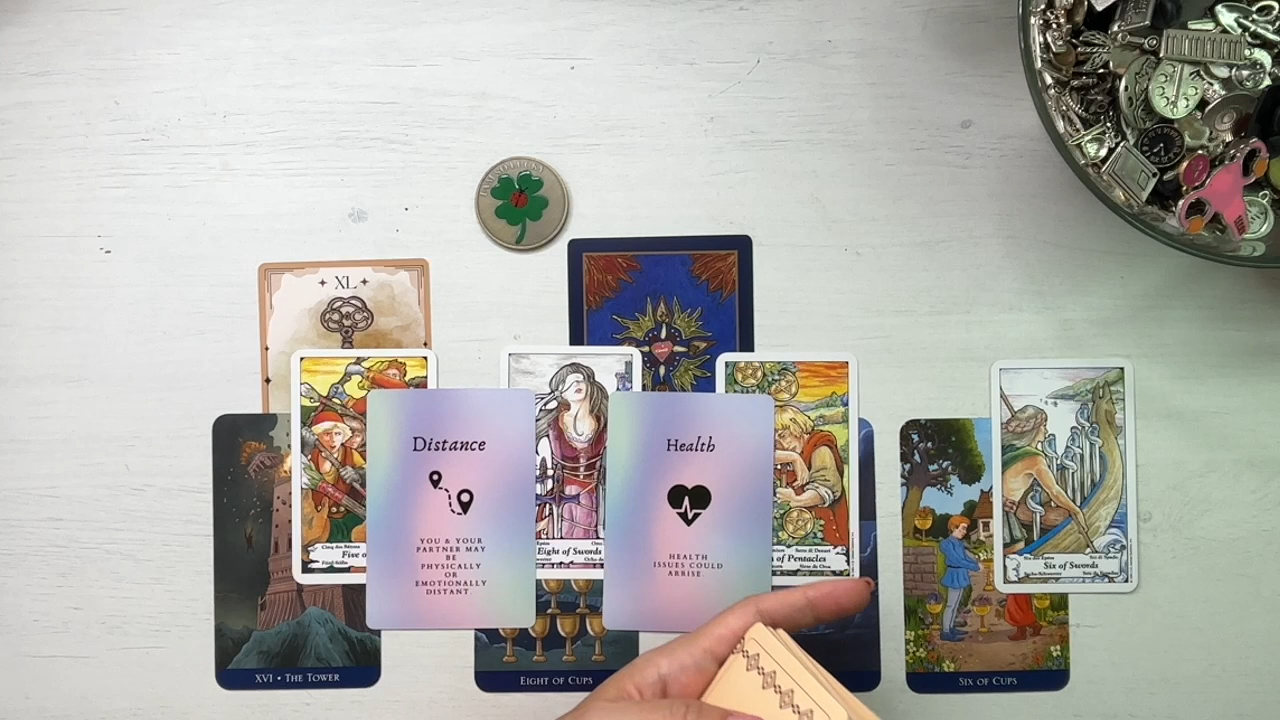 XL
Distance
YOU & YOUR
PARTNER MAY
BE
PHYSICALLY
OR
EMOTIONALLY
DISTANT.
Health
HEALTH
ISSUES COULD
ARISE.
Five o
Eight of Swords
of Pentacles
Six of Swords
XVI • THE TOWER
EIGHT OF CUPS
SIX OF CUPS